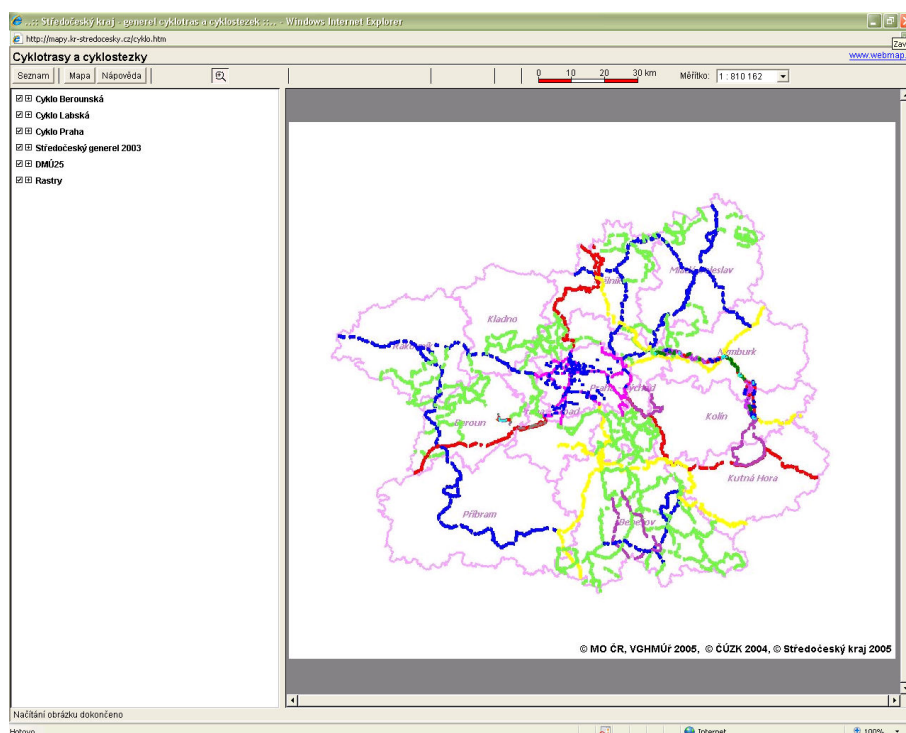 ..:: Středočeský kraj - generel cyklotras a cyklostezek ::.. - Windows Internet Explorer
http://mapy.kr-stredocesky.cz/cyklo.htm
Zav
Cyklotrasy a cyklostezky
www.webmap.
Seznam Mapa Nápověda
0 10 20 30 km
Měřítko: 1 : 810 162
Cyklo Berounská
Cyklo Labská
Cyklo Praha
Středočeský generel 2003
DMÚ25
Rastry
Kladno
Nymburk
Kolín
Beroun
Kutná Hora
Příbram
Benešov
© MO ČR, VGHMÚř 2005, © ČÚZK 2004, © Středočeský kraj 2005
Načítání obrázku dokončeno
Hotovo
Internet
100%